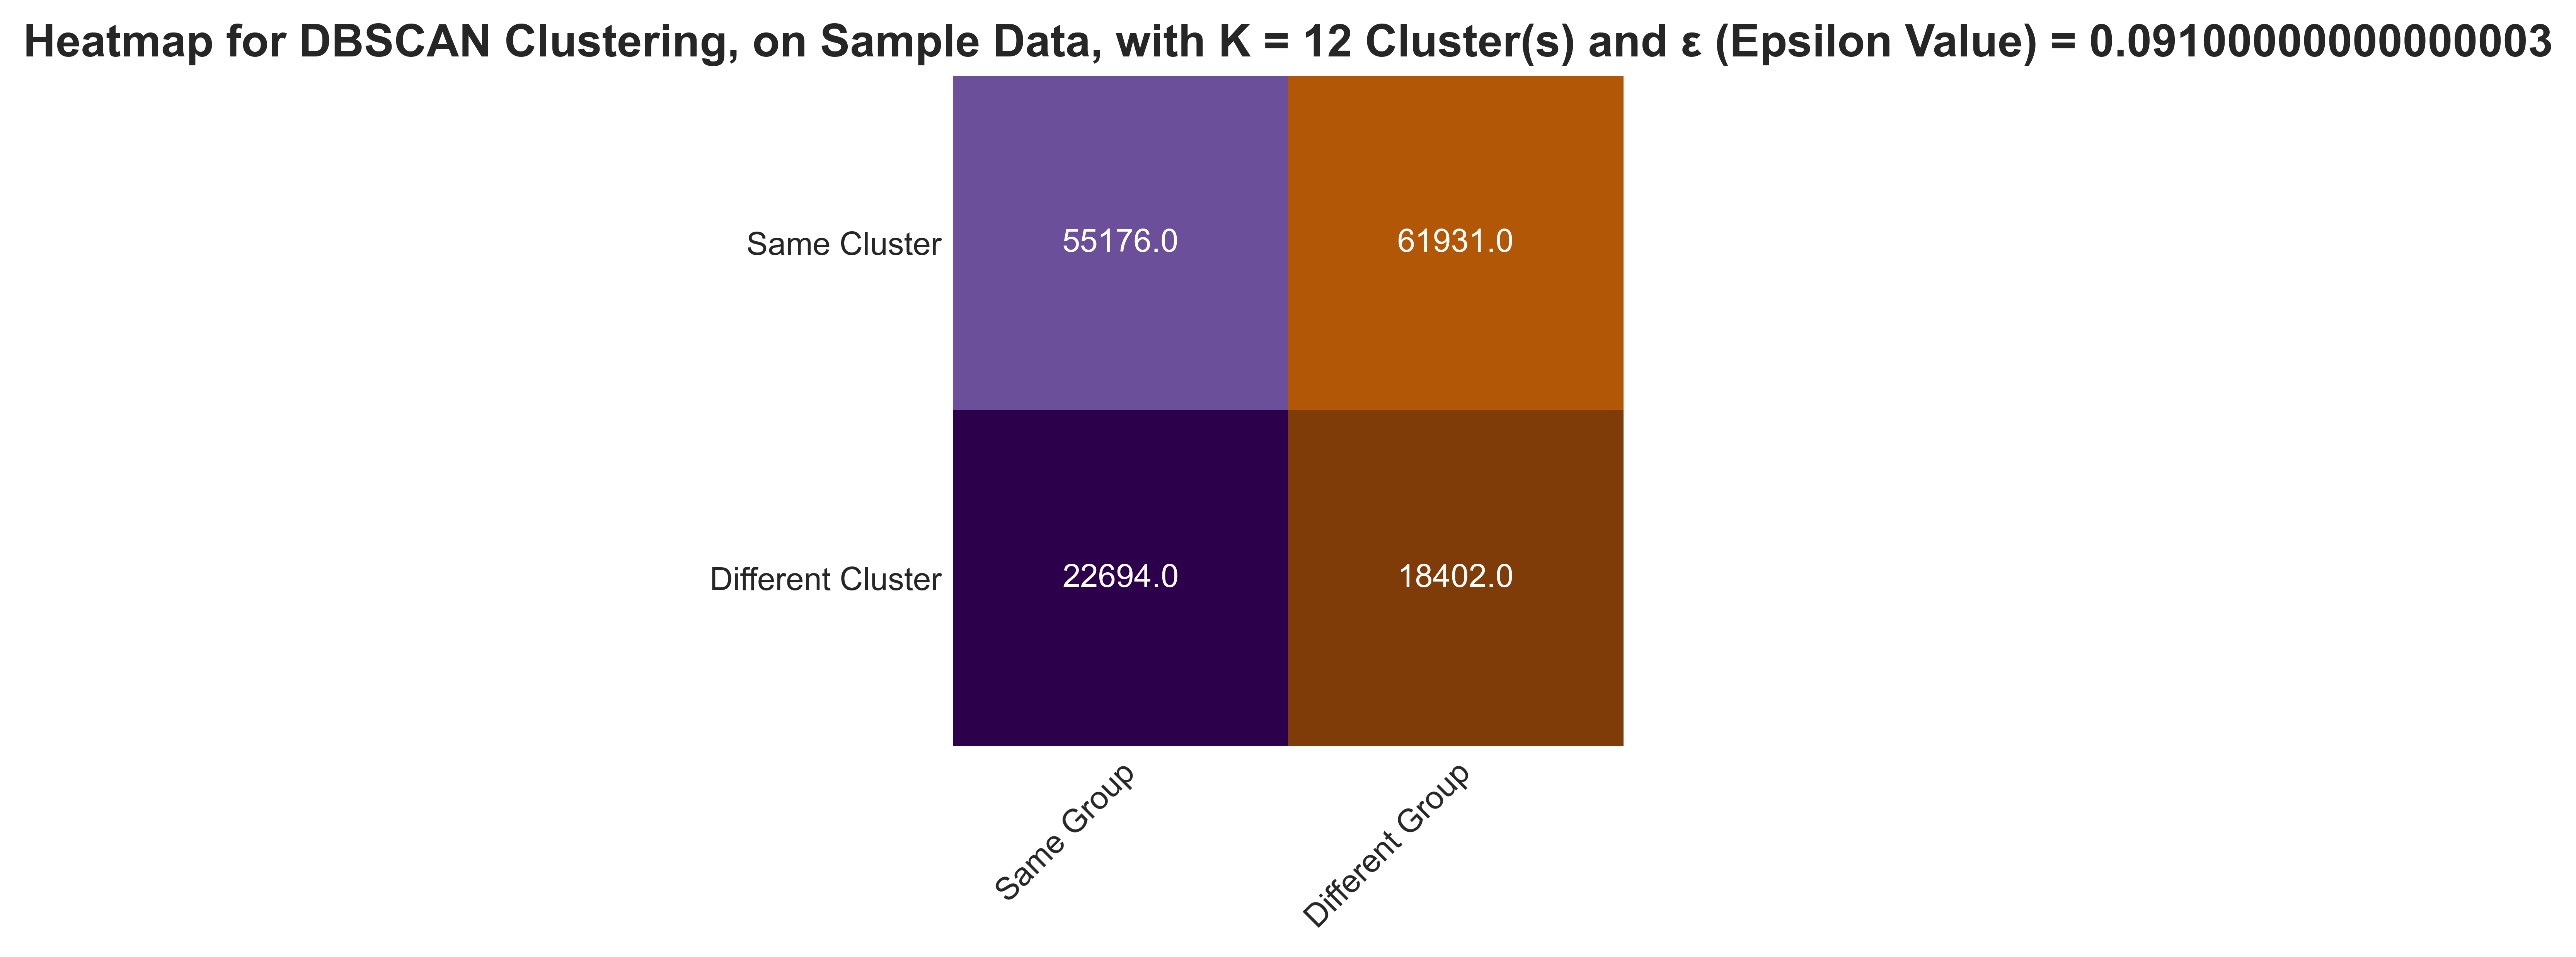 Heatmap for DBSCAN Clustering, on Sample Data, with K = 12 Cluster(s) and ε (Epsilon Value) = 0.09100000000000003
Same Cluster
55176.0
61931.0
Different Cluster
22694.0
18402.0
Same Group
Different Group